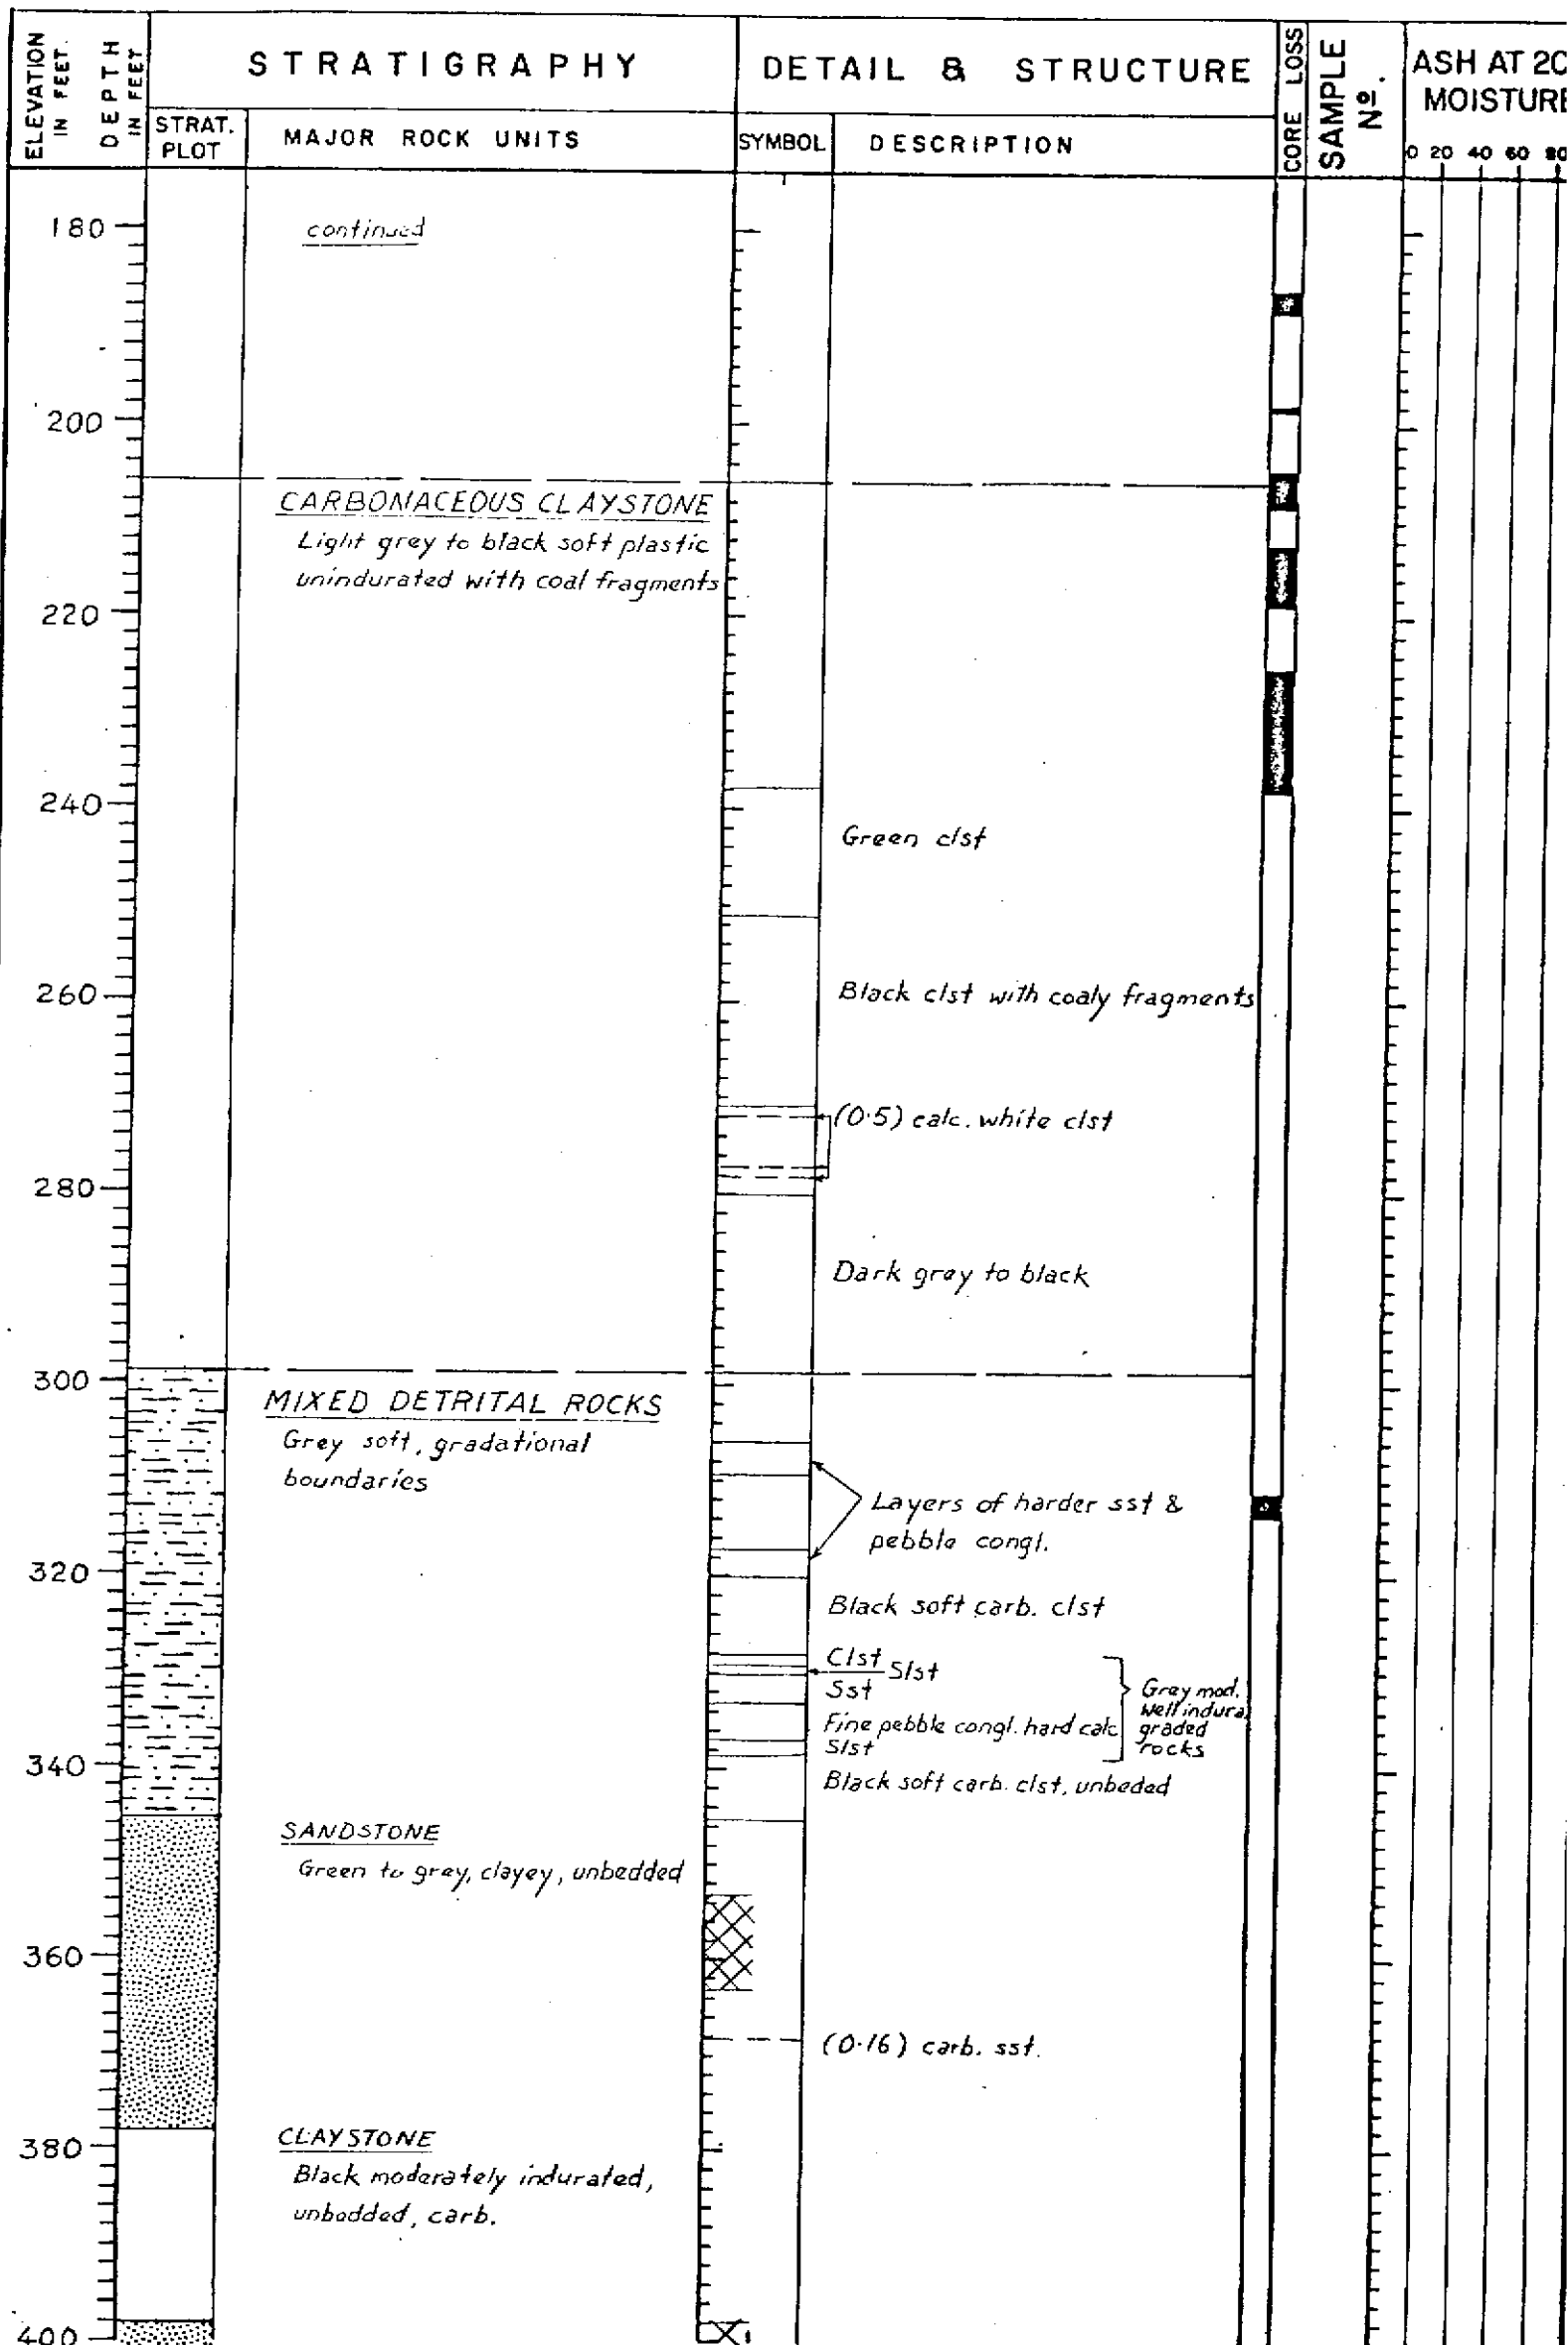 ELEVATION
IN FEET.
DEPTH
IN FEET
STRATIGRAPHY
DETAIL & STRUCTURE
CORE LOSS
SAMPLE
Nº.
ASH AT 20
MOISTURE
STRAT.
PLOT
MAJOR ROCK UNITS
SYMBOL
DESCRIPTION
0 20 40 60 80
180
continued
200
CARBONACEOUS CLAYSTONE
Light grey to black soft plastic
unindurated with coal fragments
220
240
Green clst
260
Black clst with coaly fragments
(0·5) calc. white clst
280
Dark grey to black
300
MIXED DETRITAL ROCKS
Grey soft, gradational
boundaries
Layers of harder sst &
pebble congl.
320
Black soft carb. clst
Clst
Slst
Sst
Fine pebble congl. hard calc
Slst
Grey mod.
well indura
graded
rocks
340
Black soft carb. clst, unbeded
SANDSTONE
Green to grey, clayey, unbedded
360
(0·16) carb. sst.
380
CLAYSTONE
Black moderately indurated,
unbedded, carb.
400